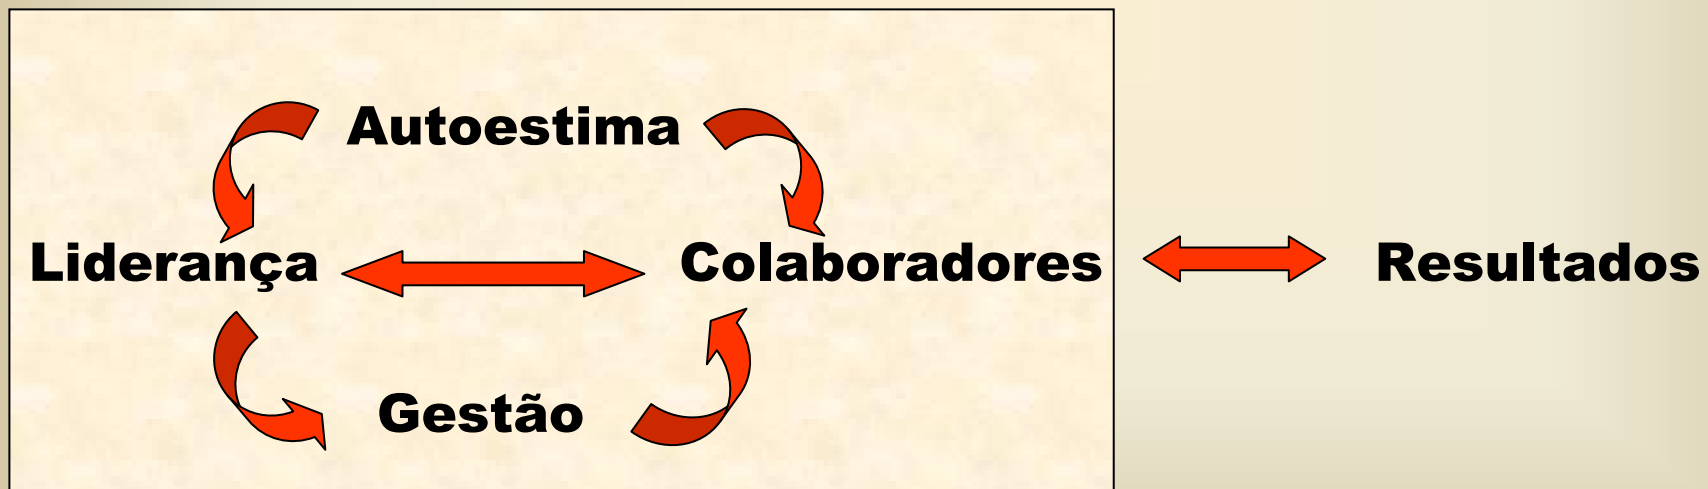 Autoestima
Liderança
Colaboradores
Resultados
Gestão